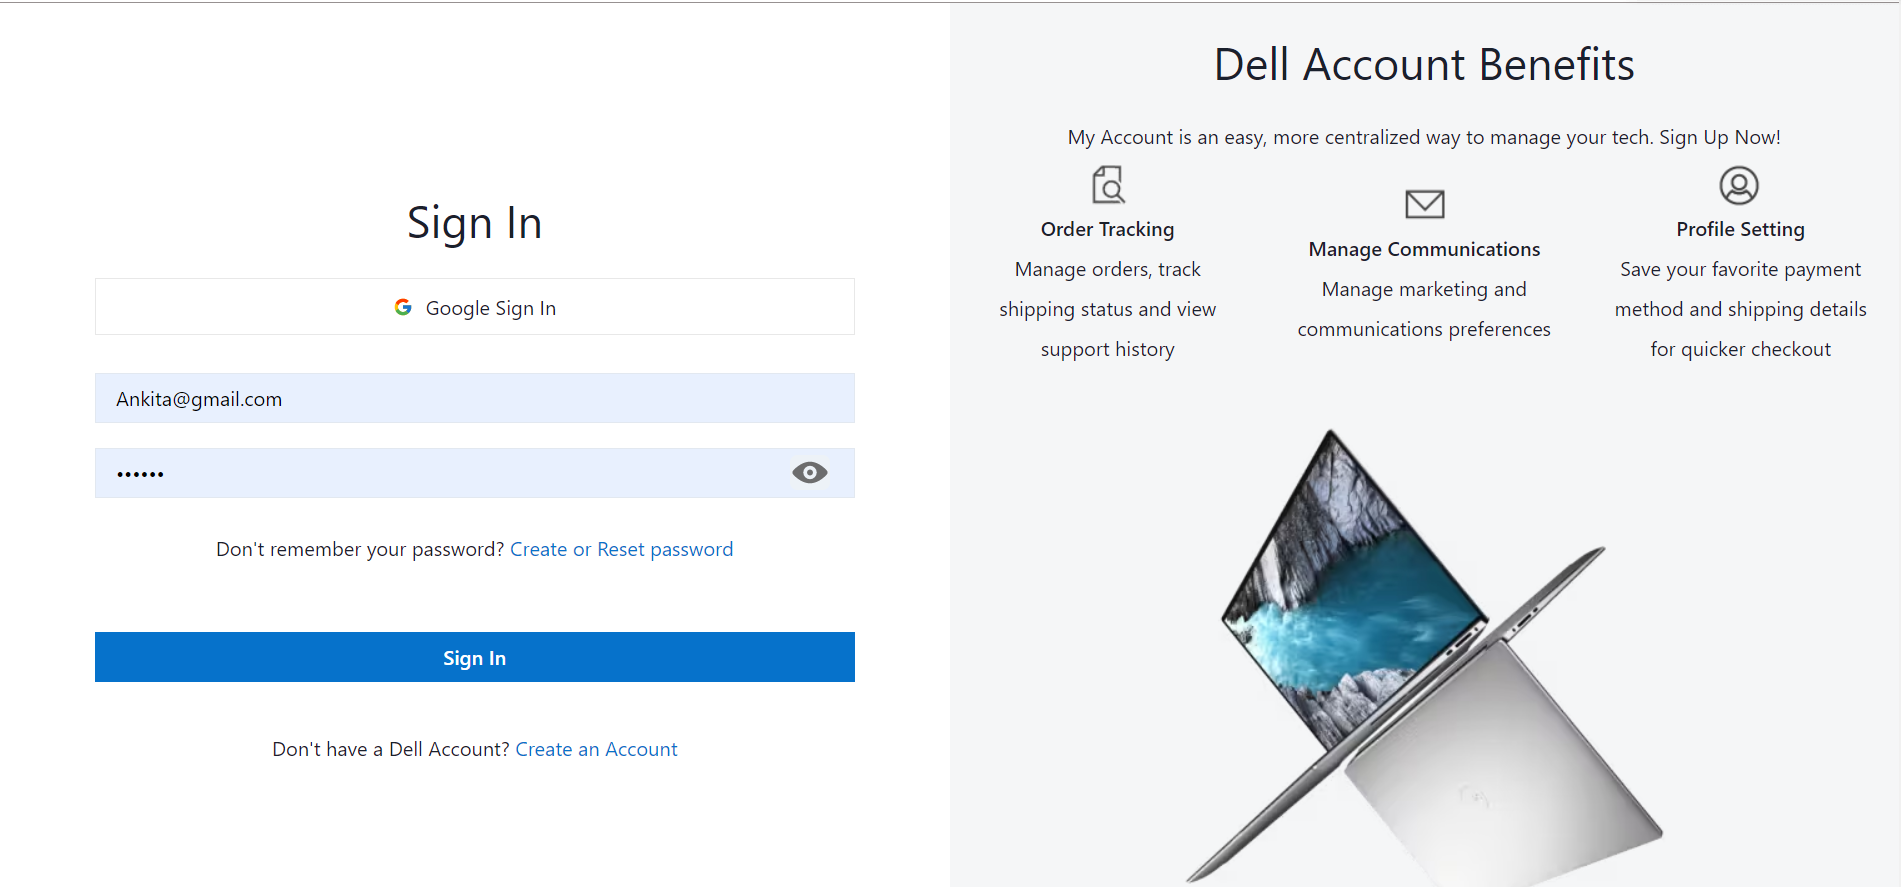 Sign In
Google Sign In
Ankita@gmail.com
••••••
Don't remember your password? Create or Reset password
Sign In
Don't have a Dell Account? Create an Account
Dell Account Benefits
My Account is an easy, more centralized way to manage your tech. Sign Up Now!
Order Tracking
Manage orders, track
shipping status and view
support history
Manage Communications
Manage marketing and
communications preferences
Profile Setting
Save your favorite payment
method and shipping details
for quicker checkout